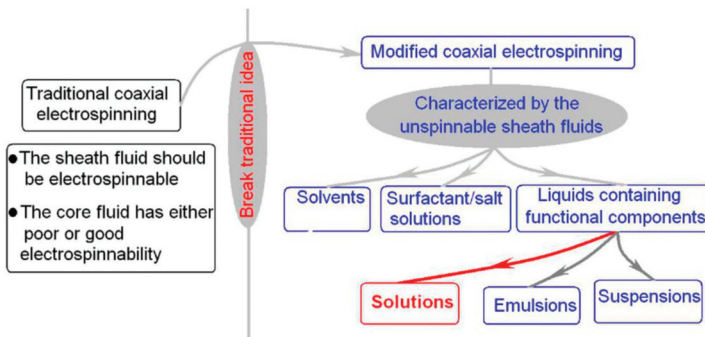 Traditional coaxial
electrospinning
●The sheath fluid should
be electrospinnable
●The core fluid has either
poor or good
electrospinnability
Break traditional idea
Modified coaxial electrospinning
Characterized by the
unspinnable sheath fluids
Solvents
Surfactant/salt
solutions
Liquids containing
functional components
Solutions
Emulsions
Suspensions